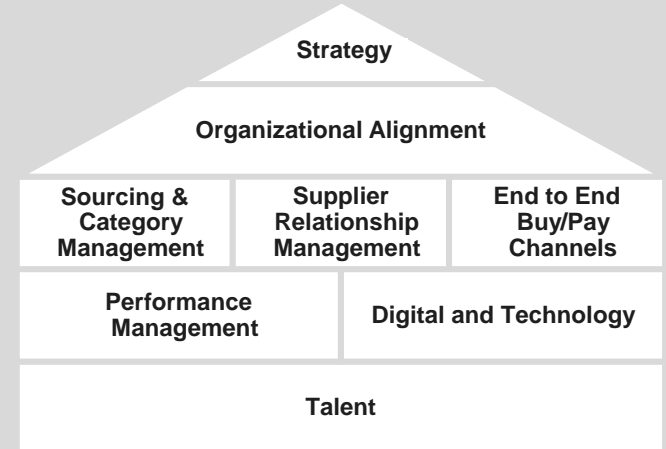 Strategy
Organizational Alignment
Sourcing &
Category
Management
Supplier
Relationship
Management
End to End
Buy/Pay
Channels
Performance
Management
Digital and Technology
Talent